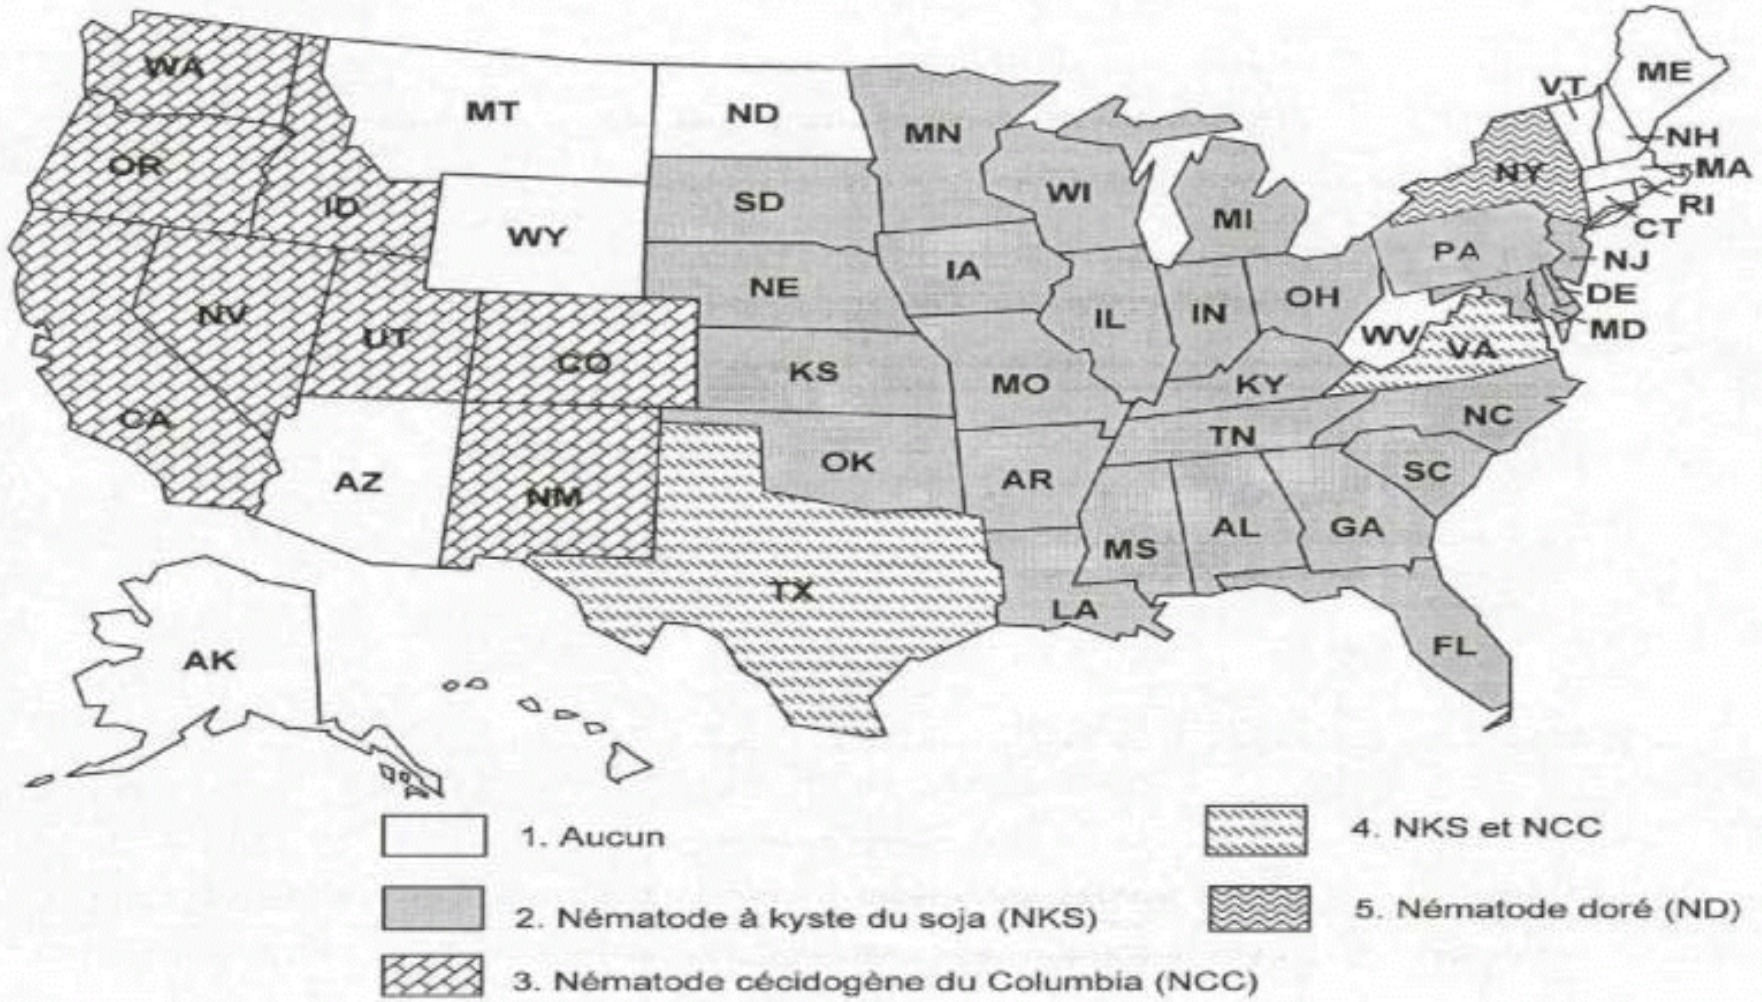 WA
MT
ND
MN
VT
ME
OR
ID
SD
WI
MI
NY
NH
MA
RI
CT
WY
NE
IA
PA
NJ
NV
UT
CO
IL
IN
OH
DE
MD
WV
VA
KS
MO
KY
CA
AZ
NM
OK
AR
TN
NC
SC
TX
MS
AL
GA
LA
FL
AK
1. Aucun
2. Nématode à kyste du soja (NKS)
3. Nématode cécidogène du Columbia (NCC)
4. NKS et NCC
5. Nématode doré (ND)